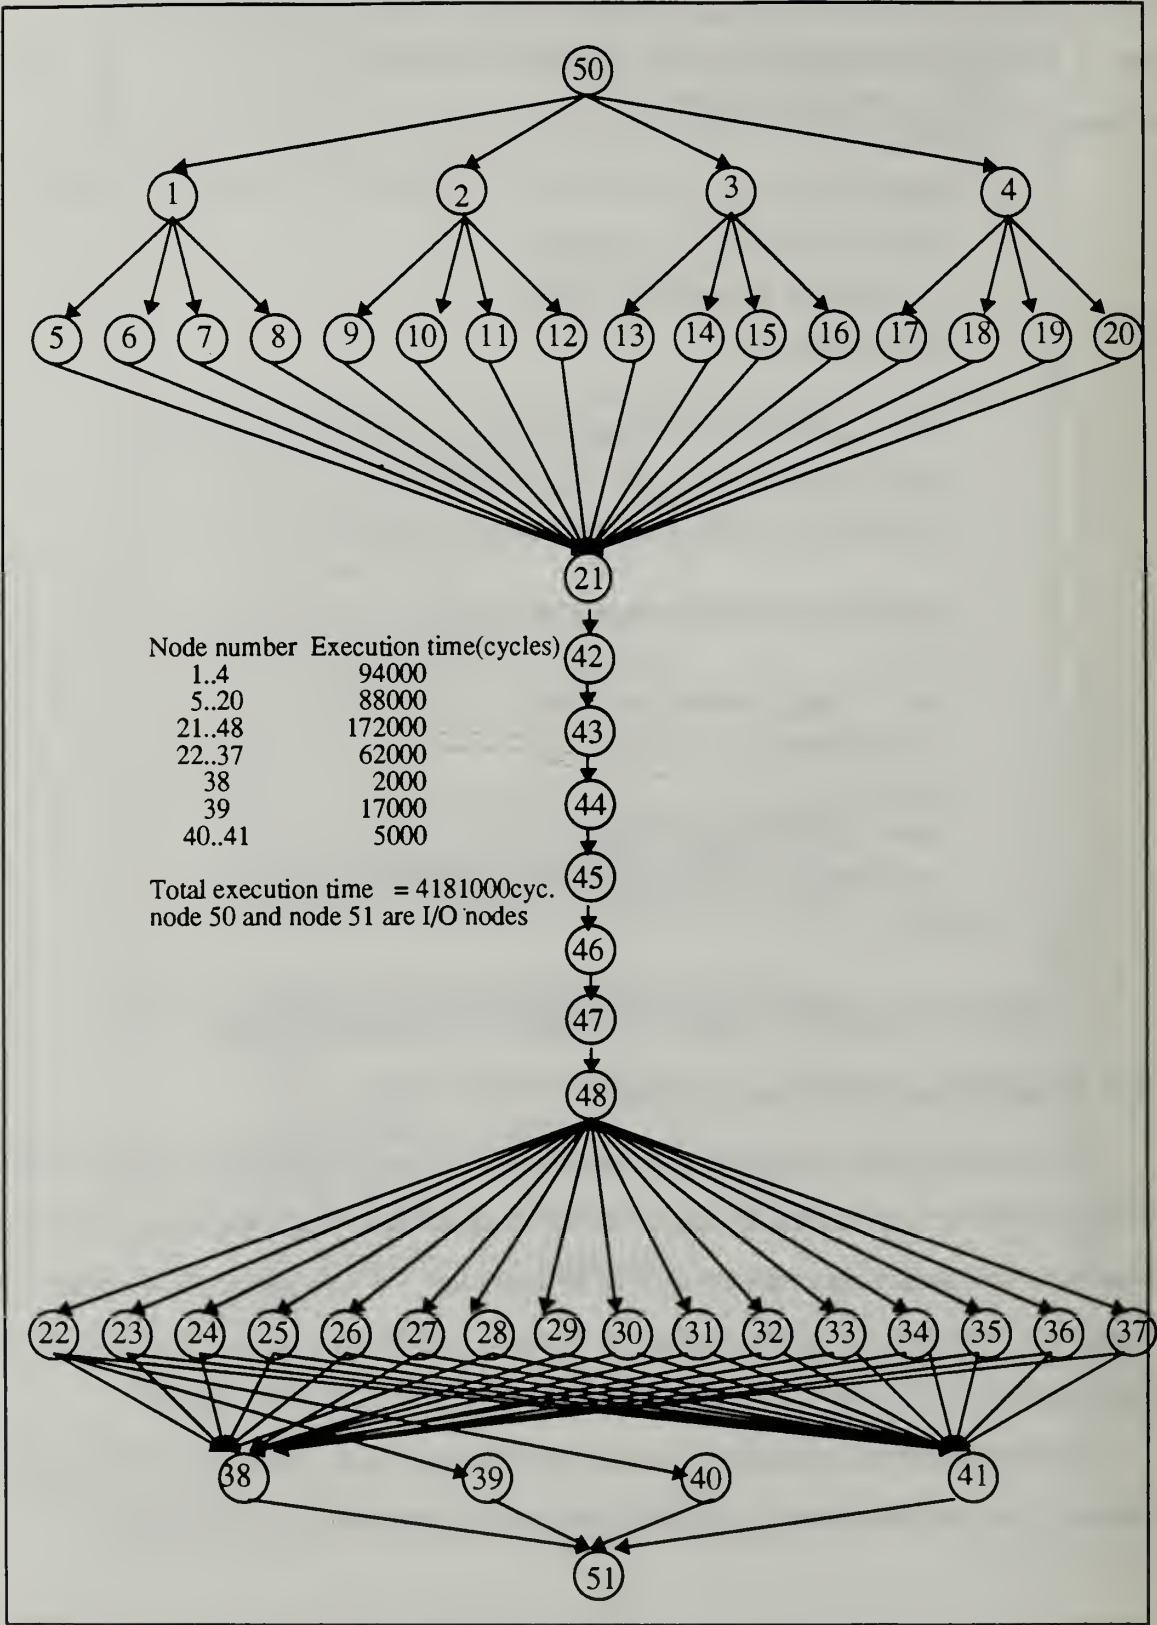 50
1 2 3 4
5 6 7 8 9 10 11 12 13 14 15 16 17 18 19 20
21
Node number Execution time(cycles)
42
1..4 94000
5..20 88000
21..48 172000
43
22..37 62000
38 2000
44
39 17000
40..41 5000
45
Total execution time = 4181000cyc.
node 50 and node 51 are I/O nodes
46
47
48
22 23 24 25 26 27 28 29 30 31 32 33 34 35 36 37
38 39 40 41
51